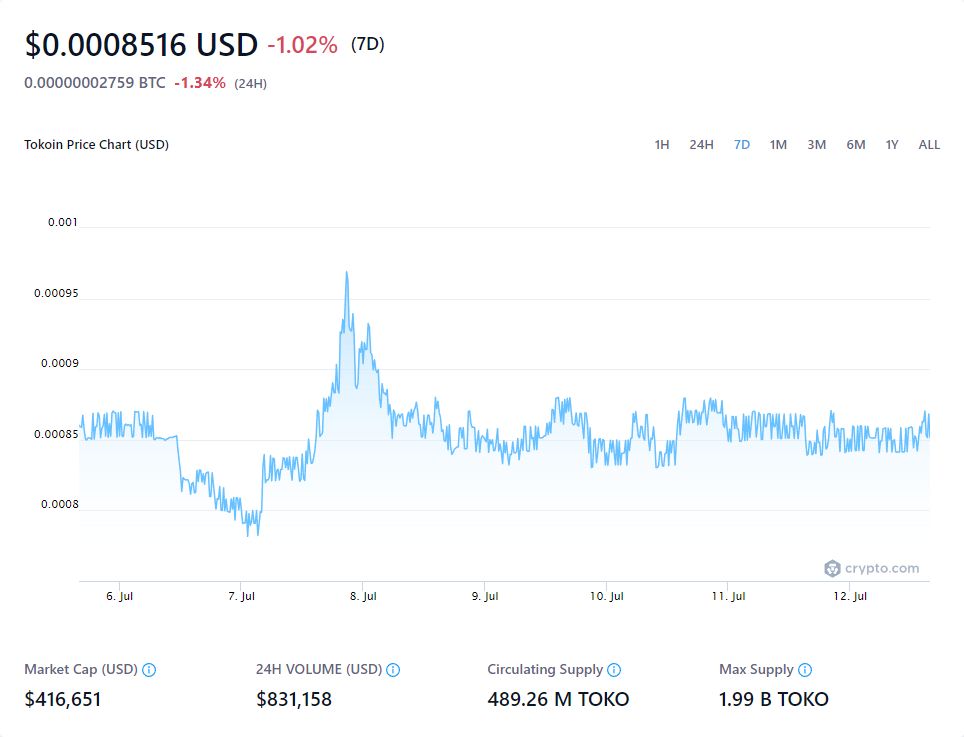 $0.0008516 USD -1.02% (7D)
0.00000002759 BTC -1.34% (24H)
Tokoin Price Chart (USD) 1H 24H 7D 1M 3M 6M 1Y ALL
0.001
0.00095
0.0009
0.00085
0.0008
crypto.com
6. Jul 7. Jul 8. Jul 9. Jul 10. Jul 11. Jul 12. Jul
Market Cap (USD) 24H VOLUME (USD) Circulating Supply Max Supply
$416,651 $831,158 489.26 M TOKO 1.99 B TOKO